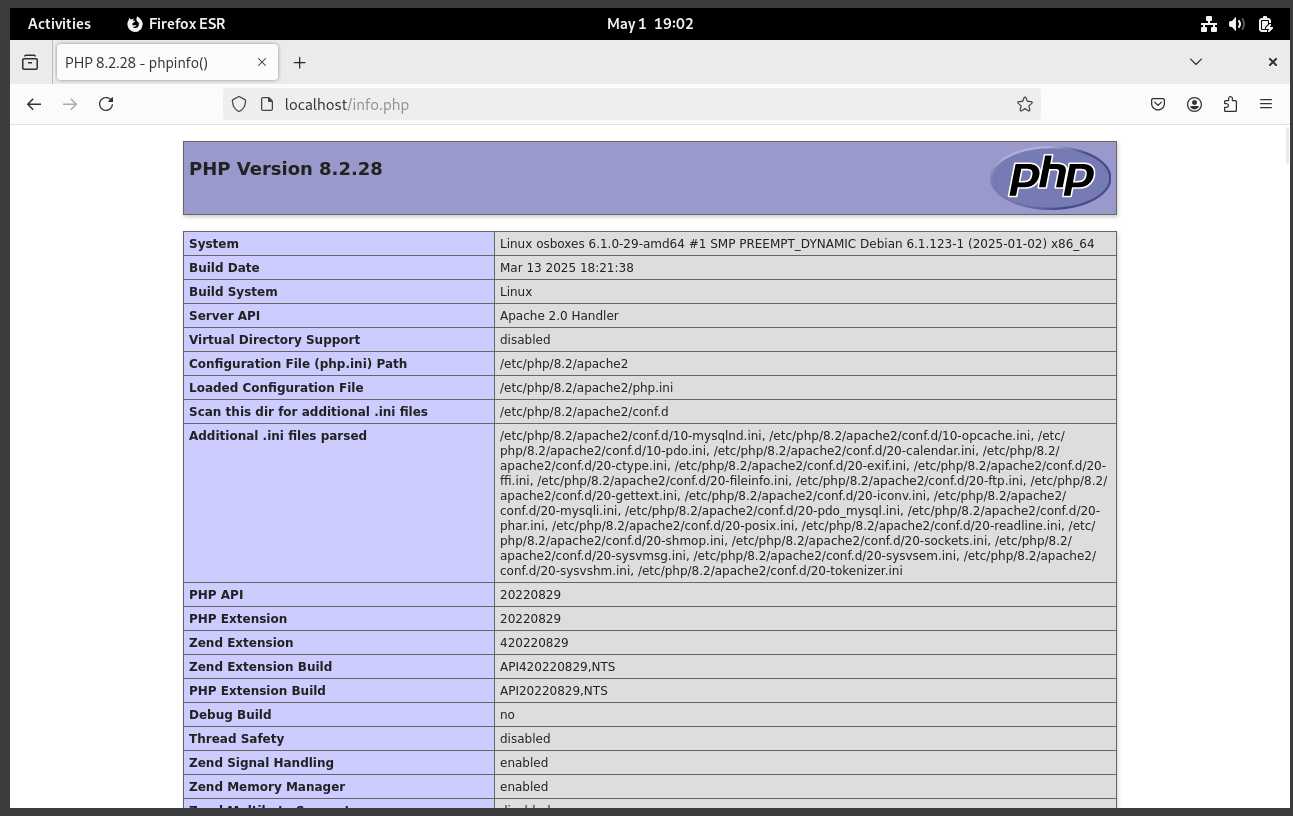 Activities Firefox ESR May 1 19:02
PHP 8.2.28 - phpinfo()
localhost/info.php
PHP Version 8.2.28
php
System Linux osboxes 6.1.0-29-amd64 #1 SMP PREEMPT_DYNAMIC Debian 6.1.123-1 (2025-01-02) x86_64
Build Date Mar 13 2025 18:21:38
Build System Linux
Server API Apache 2.0 Handler
Virtual Directory Support disabled
Configuration File (php.ini) Path /etc/php/8.2/apache2
Loaded Configuration File /etc/php/8.2/apache2/php.ini
Scan this dir for additional .ini files /etc/php/8.2/apache2/conf.d
Additional .ini files parsed /etc/php/8.2/apache2/conf.d/10-mysqlnd.ini, /etc/php/8.2/apache2/conf.d/10-opcache.ini, /etc/
php/8.2/apache2/conf.d/10-pdo.ini, /etc/php/8.2/apache2/conf.d/20-calendar.ini, /etc/php/8.2/
apache2/conf.d/20-ctype.ini, /etc/php/8.2/apache2/conf.d/20-exif.ini, /etc/php/8.2/apache2/conf.d/20-
ffi.ini, /etc/php/8.2/apache2/conf.d/20-fileinfo.ini, /etc/php/8.2/apache2/conf.d/20-ftp.ini, /etc/php/8.2/
apache2/conf.d/20-gettext.ini, /etc/php/8.2/apache2/conf.d/20-iconv.ini, /etc/php/8.2/apache2/
conf.d/20-mysqli.ini, /etc/php/8.2/apache2/conf.d/20-pdo_mysql.ini, /etc/php/8.2/apache2/conf.d/20-
phar.ini, /etc/php/8.2/apache2/conf.d/20-posix.ini, /etc/php/8.2/apache2/conf.d/20-readline.ini, /etc/
php/8.2/apache2/conf.d/20-shmop.ini, /etc/php/8.2/apache2/conf.d/20-sockets.ini, /etc/php/8.2/
apache2/conf.d/20-sysvmsg.ini, /etc/php/8.2/apache2/conf.d/20-sysvsem.ini, /etc/php/8.2/apache2/
conf.d/20-sysvshm.ini, /etc/php/8.2/apache2/conf.d/20-tokenizer.ini
PHP API 20220829
PHP Extension 20220829
Zend Extension 420220829
Zend Extension Build API420220829,NTS
PHP Extension Build API20220829,NTS
Debug Build no
Thread Safety disabled
Zend Signal Handling enabled
Zend Memory Manager enabled